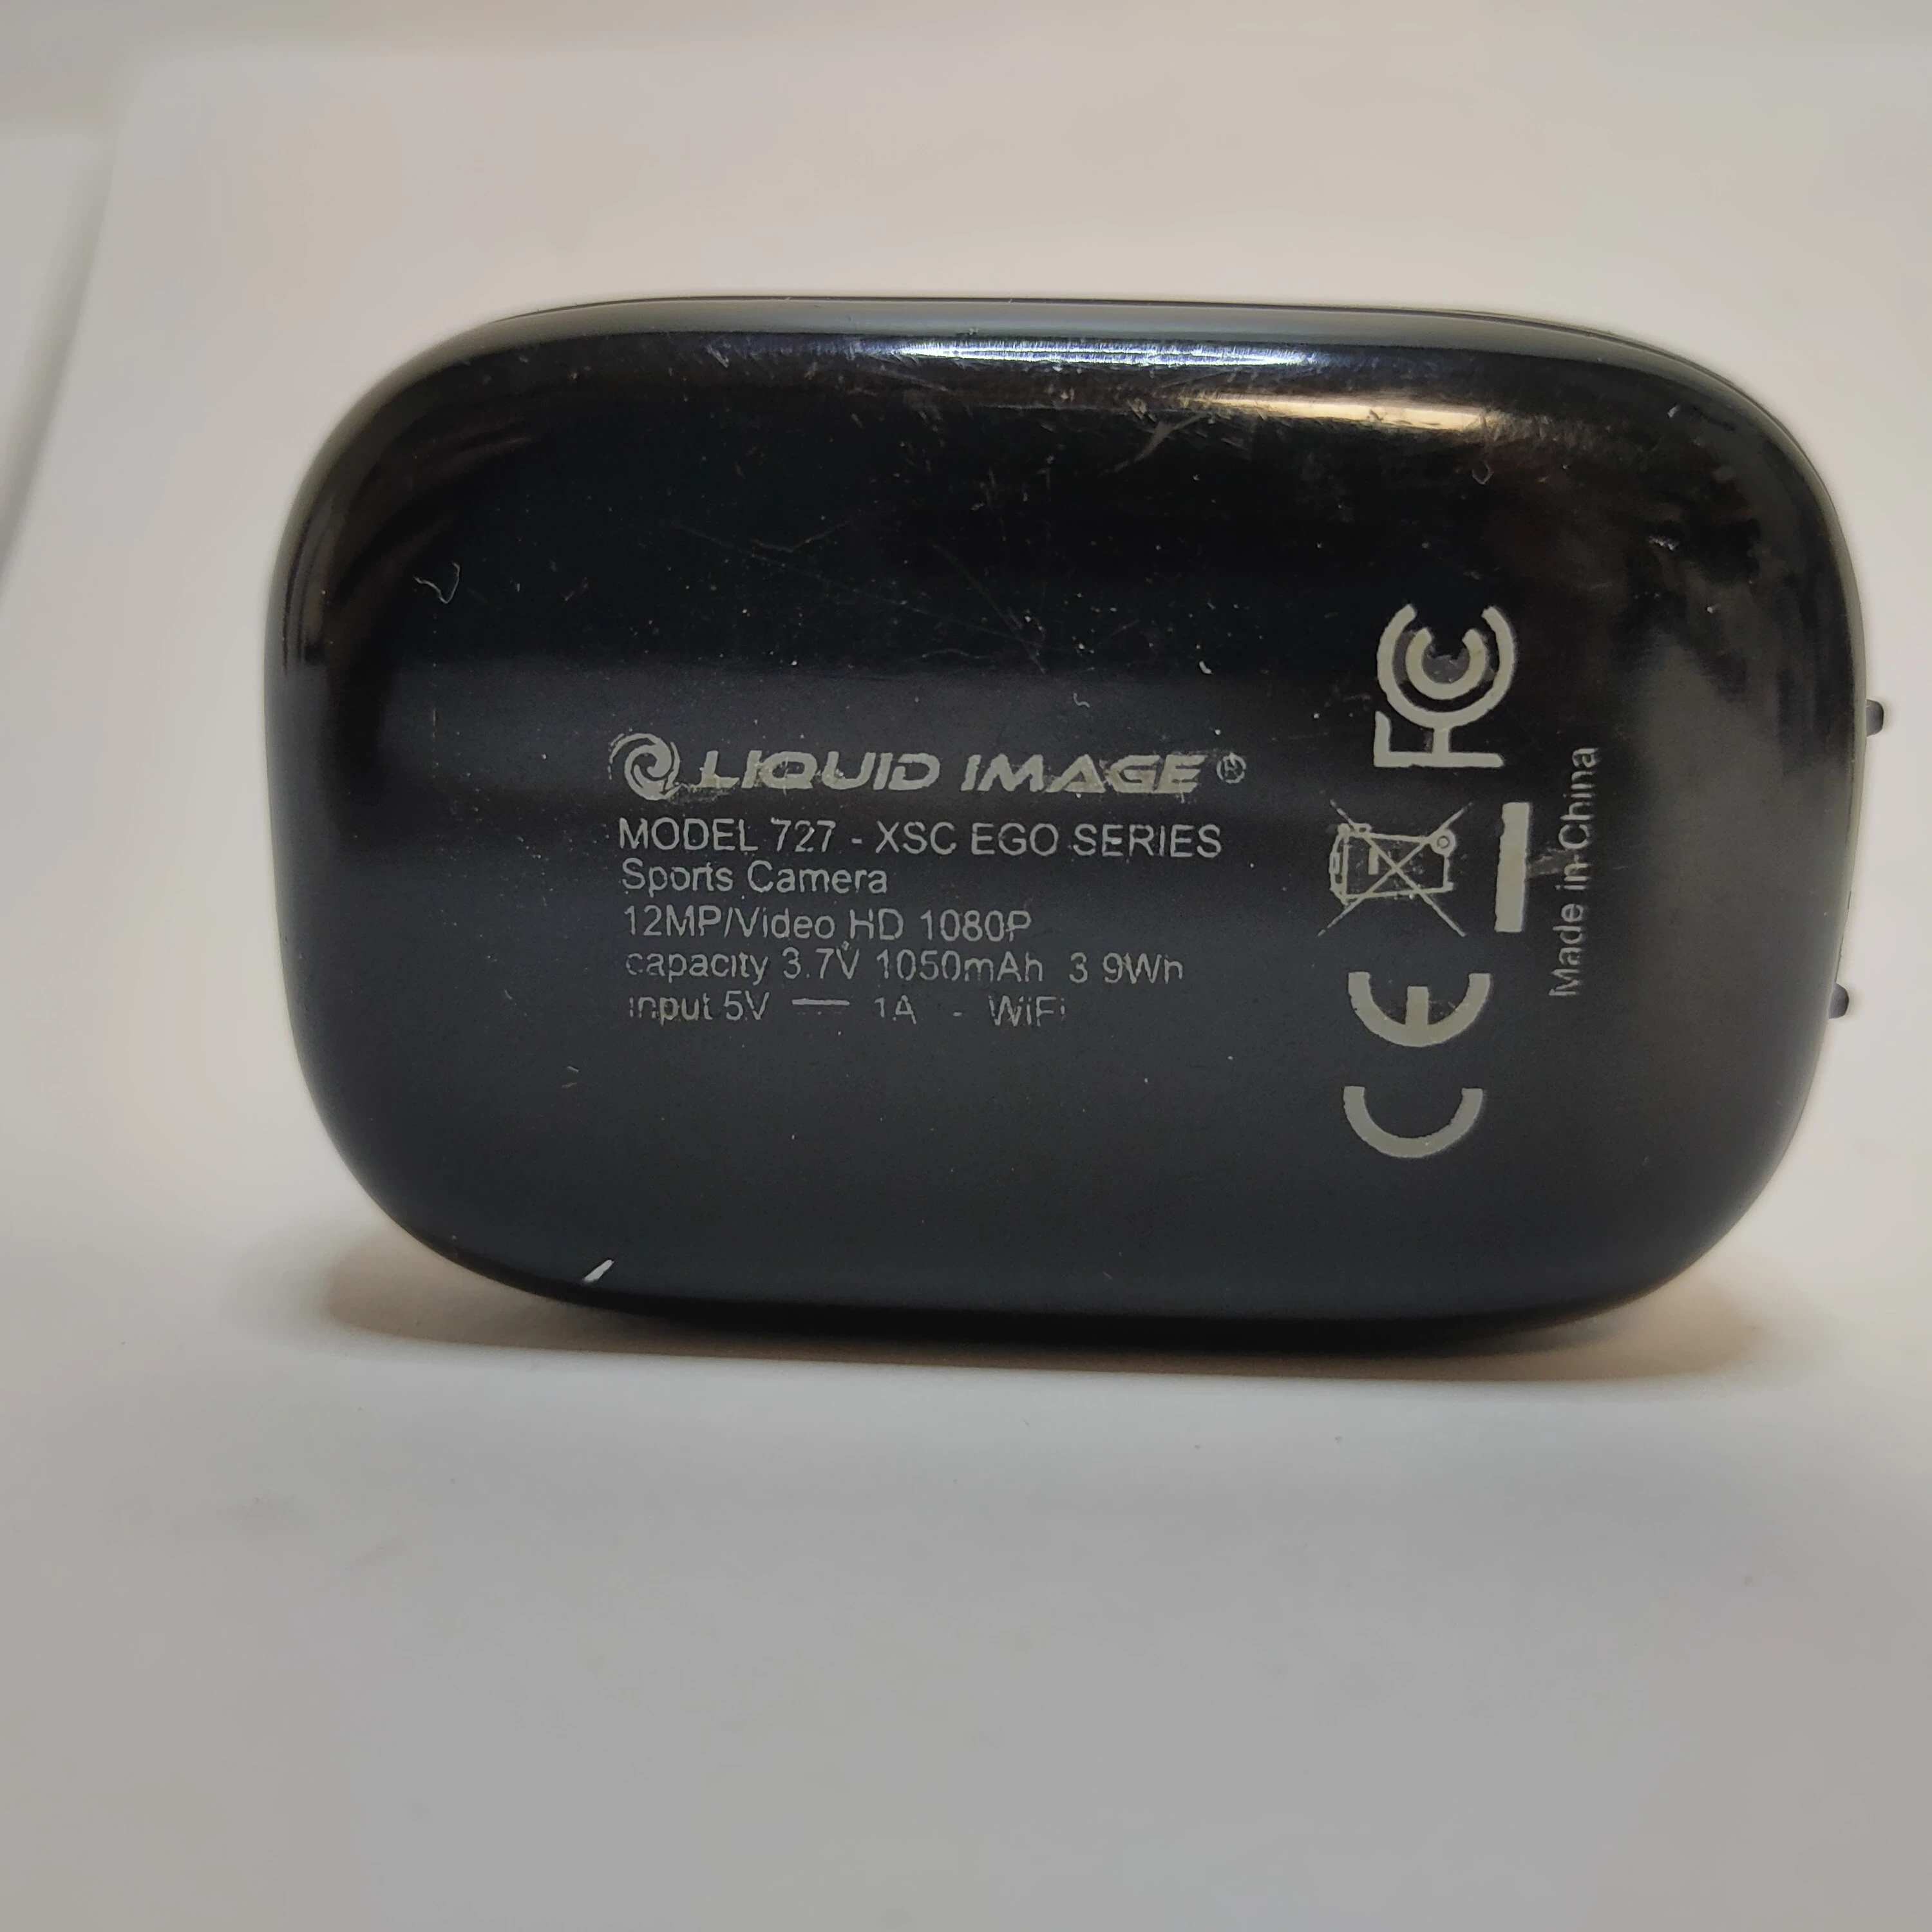 LIQUID IMAGE ®
MODEL 727 - XSC EGO SERIES
Sports Camera
12MP/Video HD 1080P
capacity 3.7V 1050mAh 3.9Wh
input 5V 1A - WiFi
FC
CE
Made in China